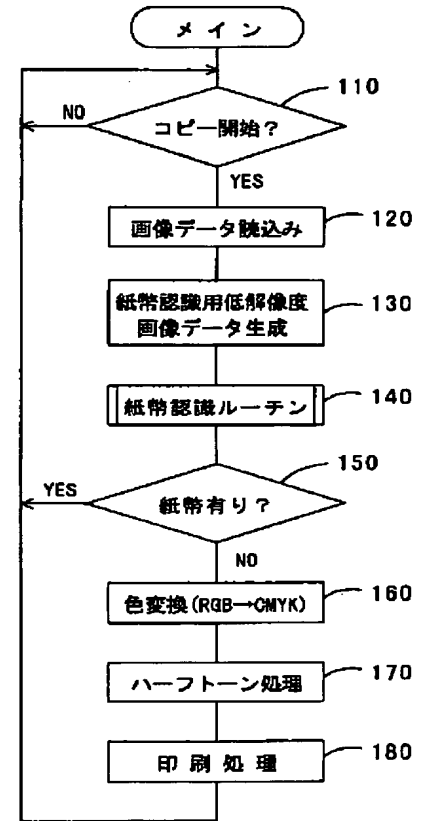 メイン
110
NO
コピー開始？
YES
画像データ読込み
120
紙幣認識用低解像度
画像データ生成
130
紙幣認識ルーチン
140
150
YES
紙幣有り？
NO
色変換(RGB→CMYK)
160
ハーフトーン処理
170
印刷処理
180